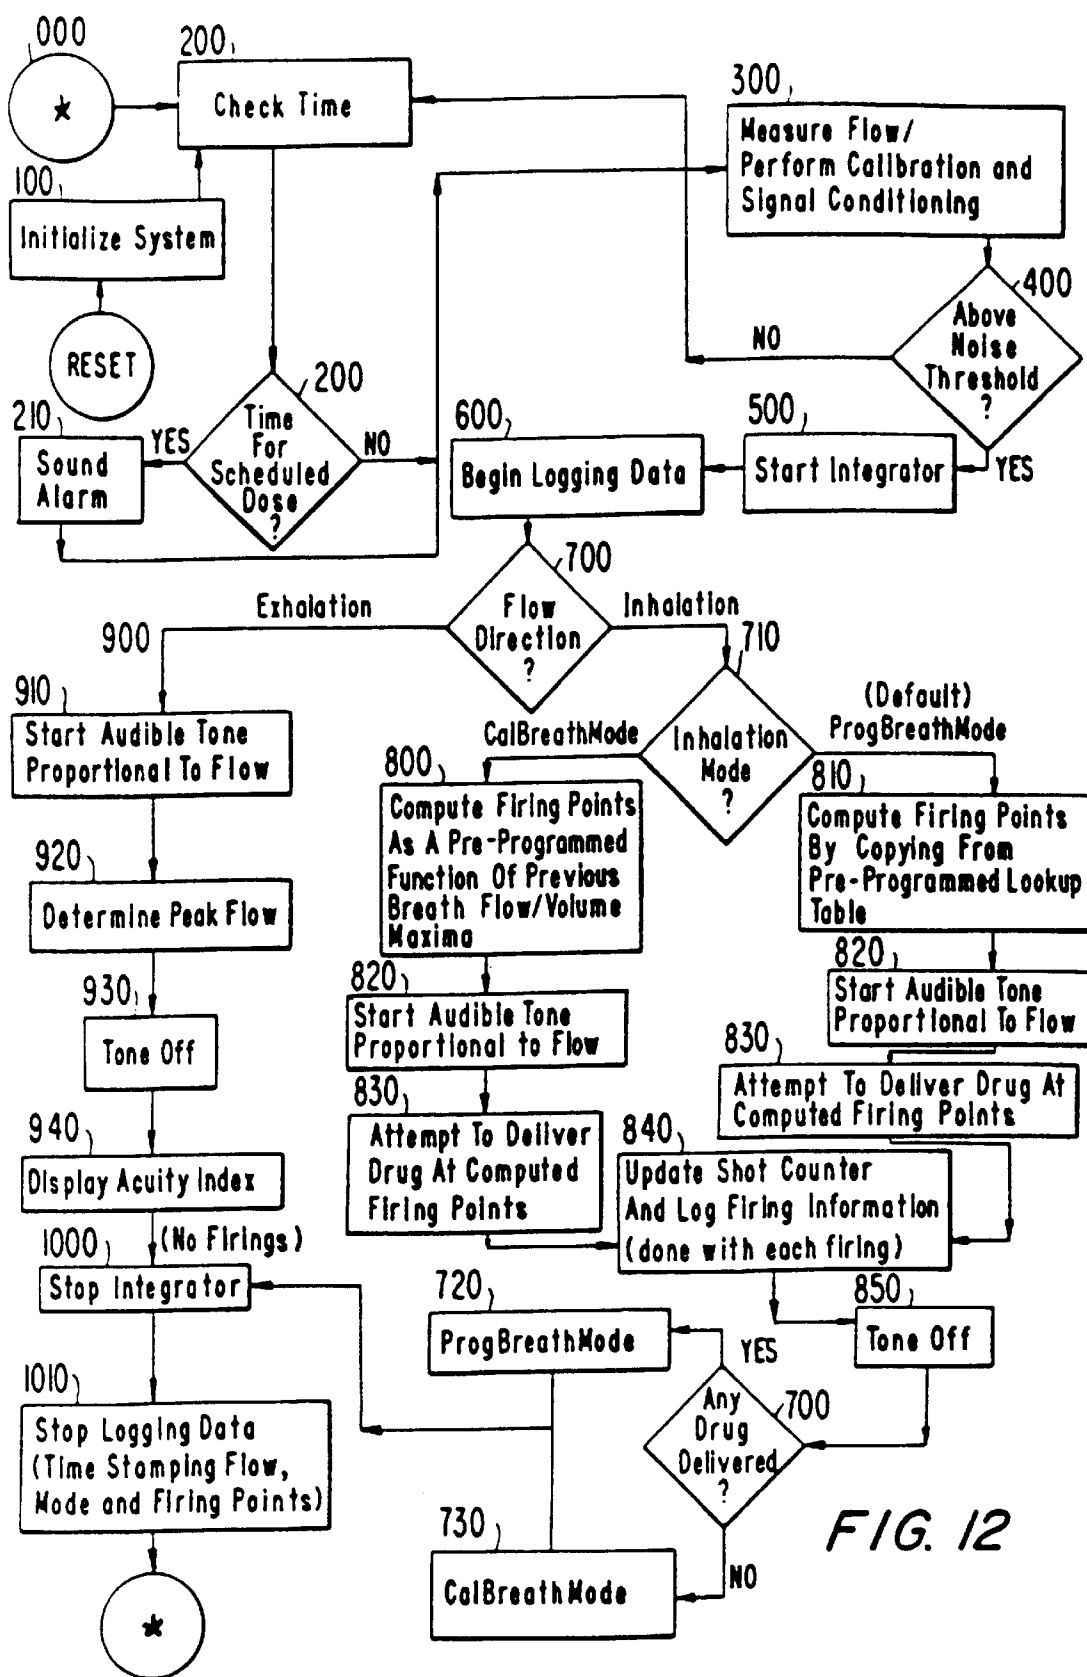 000
200
★
Check Time
300
Measure Flow/
Perform Calibration and
Signal Conditioning
100
Initialize System
400
Above
Noise
Threshold
?
NO
YES
RESET
200
Time
For
Scheduled
Dose
?
YES
NO
210
Sound
Alarm
600
Begin Logging Data
500
Start Integrator
700
Flow
Direction
?
Exhalation
Inhalation
900
710
Inhalation
Mode
?
CalBreathMode
(Default)
ProgBreathMode
910
Start Audible Tone
Proportional To Flow
800
Compute Firing Points
As A Pre-Programmed
Function Of Previous
Breath Flow/Volume
Maxima
810
Compute Firing Points
By Copying From
Pre-Programmed Lookup
Table
920
Determine Peak Flow
820
Start Audible Tone
Proportional to Flow
820
Start Audible Tone
Proportional To Flow
930
Tone Off
830
Attempt To Deliver
Drug At Computed
Firing Points
830
Attempt To Deliver Drug At
Computed Firing Points
940
Display Acuity Index
840
Update Shot Counter
And Log Firing Information
(done with each firing)
(No Firings)
1000
Stop Integrator
850
Tone Off
720
ProgBreathMode
YES
700
Any
Drug
Delivered
?
NO
1010
Stop Logging Data
(Time Stamping Flow,
Mode and Firing Points)
730
CalBreathMode
★
FIG. 12